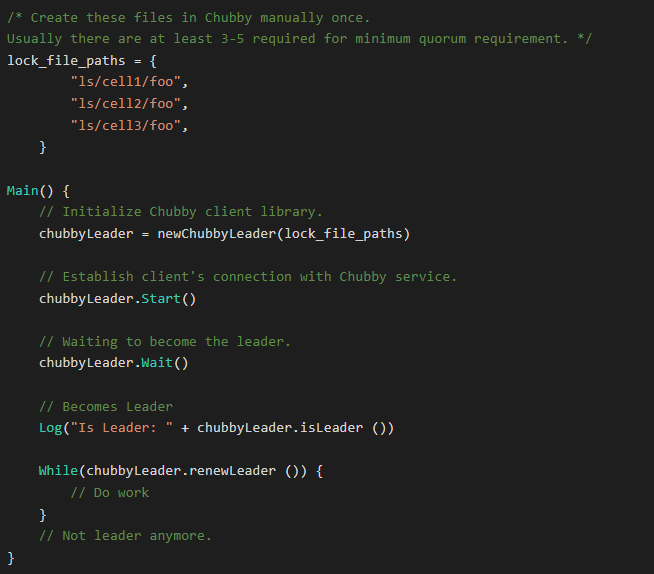 /* Create these files in Chubby manually once.
Usually there are at least 3-5 required for minimum quorum requirement. */
lock_file_paths = {
        "ls/cell1/foo",
        "ls/cell2/foo",
        "ls/cell3/foo",
    }

Main() {
    // Initialize Chubby client library.
    chubbyLeader = newChubbyLeader(lock_file_paths)

    // Establish client's connection with Chubby service.
    chubbyLeader.Start()

    // Waiting to become the leader.
    chubbyLeader.Wait()

    // Becomes Leader
    Log("Is Leader: " + chubbyLeader.isLeader ())

    While(chubbyLeader.renewLeader ()) {
        // Do work
    }
    // Not leader anymore.
}